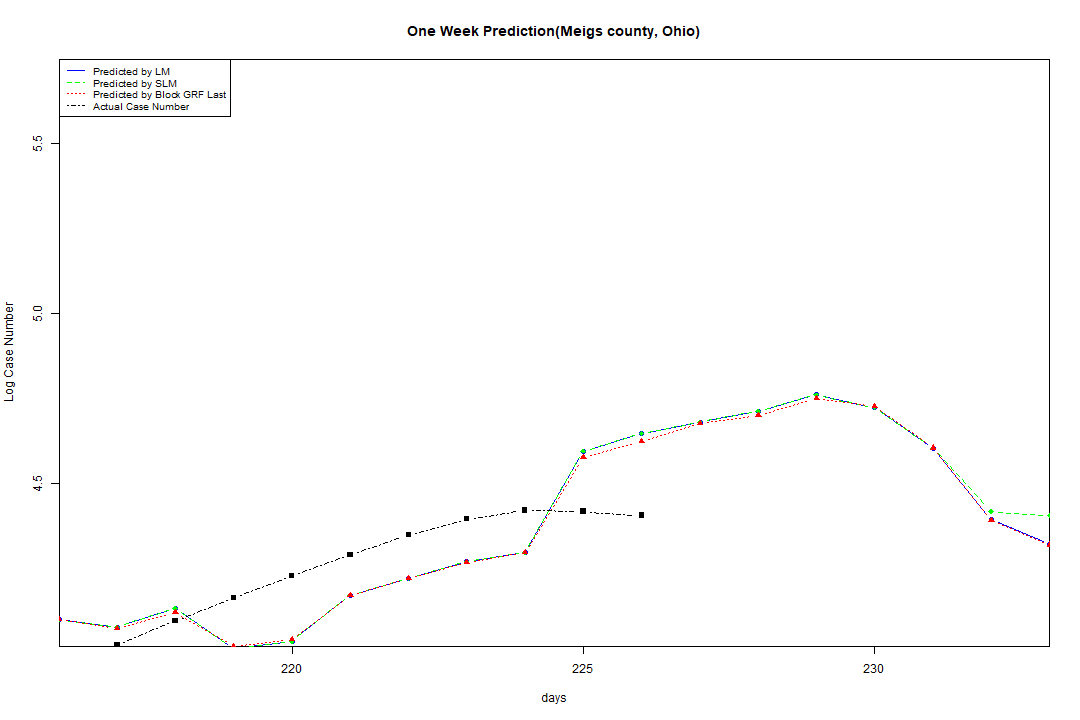 One Week Prediction(Meigs county, Ohio)
Predicted by LM
Predicted by SLM
Predicted by Block GRF Last
Actual Case Number
5.5
5.0
4.5
Log Case Number
220
225
230
days